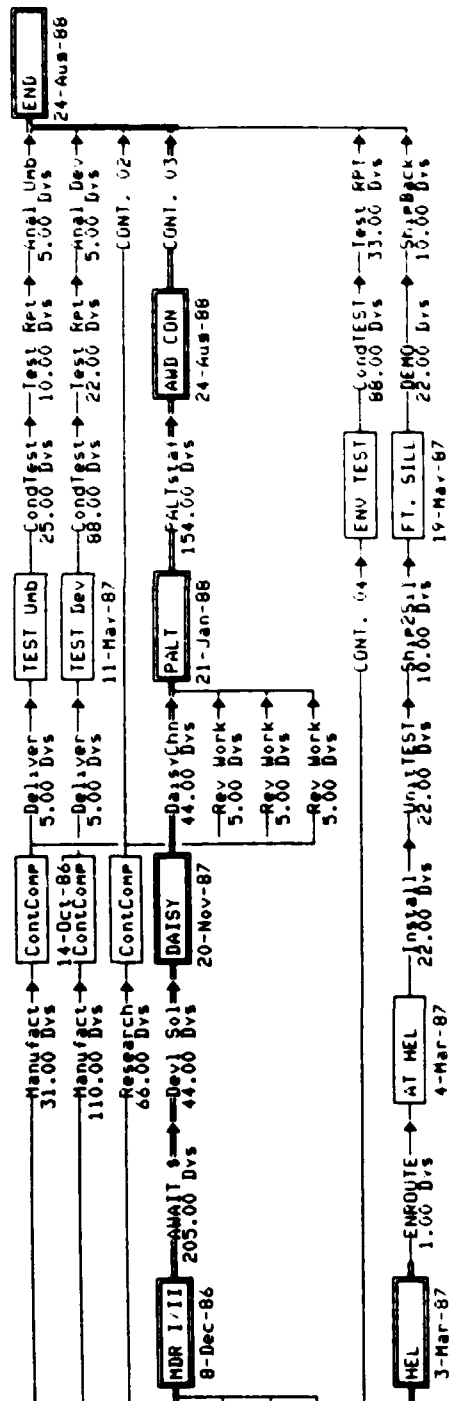 END
24-Aug-88
Manufact
31.00 Dys
ContComp
14-Oct-86
Deliver
5.00 Dys
TEST Umb
CondTest
25.00 Dys
Test Rpt
10.00 Dys
Anal Umb
5.00 Dys
Manufact
110.00 Dys
ContComp
Deliver
5.00 Dys
TEST Dev
11-May-87
CondTest
88.00 Dys
Test Rpt
22.00 Dys
Anal Dev
5.00 Dys
Research
66.00 Dys
ContComp
CONT. 02
MDR I/II
8-Dec-86
AWAIT s
205.00 Dys
Devl Sol
44.00 Dys
DAISY
20-Nov-87
DaisyChn
44.00 Dys
PALT
21-Jan-88
PALTstat
154.00 Dys
AWD CON
24-Aug-88
CONT. 03
Rev Work
5.00 Dys
Rev Work
5.00 Dys
Rev Work
5.00 Dys
CONT. 04
ENV TEST
CondTEST
88.00 Dys
Test RPT
33.00 Dys
HEL
3-Mar-87
ENROUTE
1.00 Dys
AT HEL
4-Mar-87
Install
22.00 Dys
UnitTEST
22.00 Dys
Ship2Sil
10.00 Dys
FT. SILL
19-May-87
DEMO
22.00 Dys
ShipBack
10.00 Dys